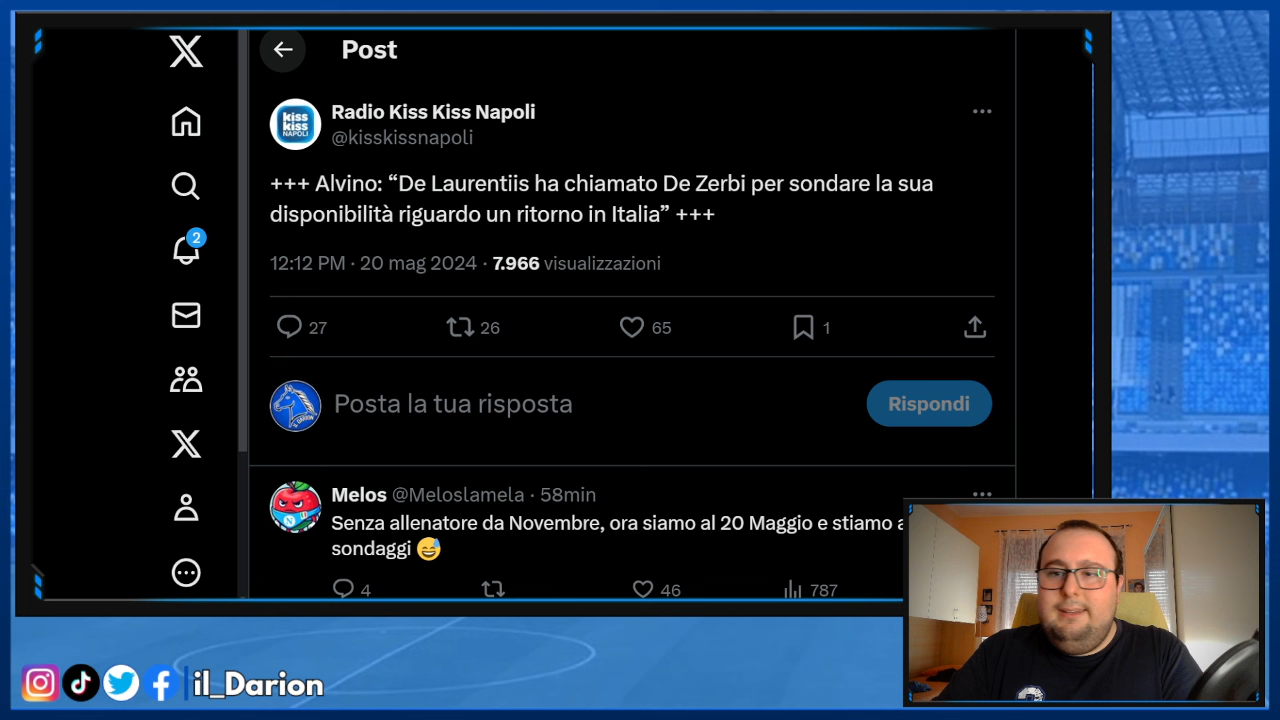 Post
Radio Kiss Kiss Napoli
@kisskissnapoli
kiss
kiss
NAPOLI
+++ Alvino: “De Laurentiis ha chiamato De Zerbi per sondare la sua
disponibilità riguardo un ritorno in Italia” +++
12:12 PM · 20 mag 2024 · 7.966 visualizzazioni
27 26 65 1
2
Posta la tua risposta
Rispondi
Melos @Meloslamela · 58min
Senza allenatore da Novembre, ora siamo al 20 Maggio e stiamo a
sondaggi 😅
4 46 787
il_Darion